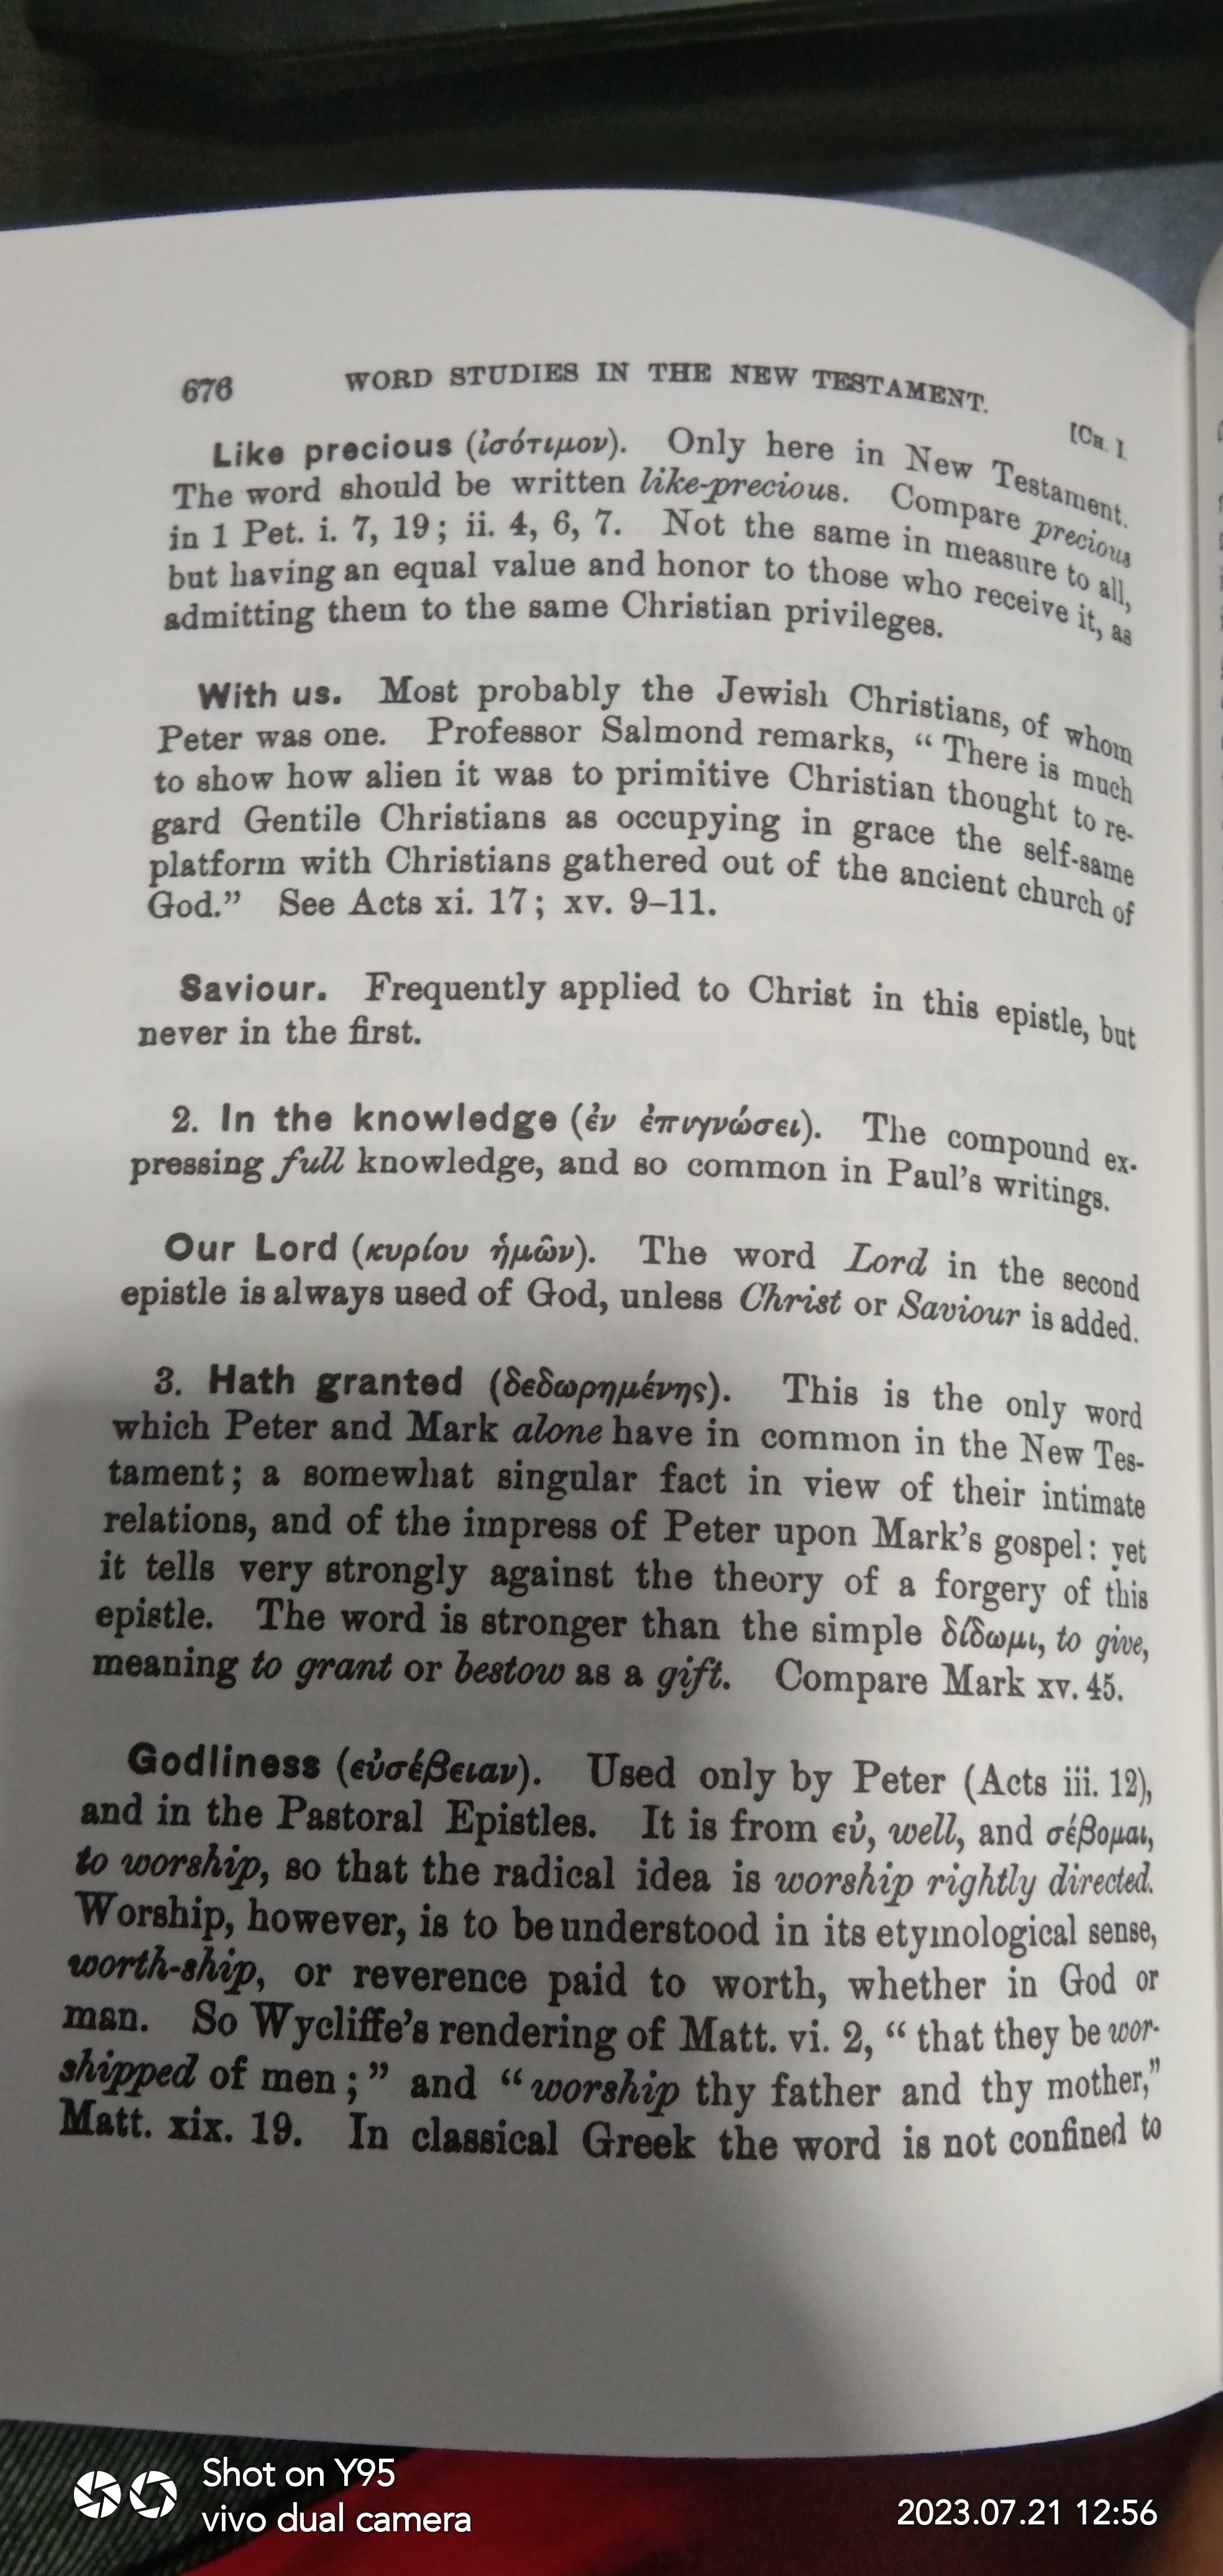 676 WORD STUDIES IN THE NEW TESTAMENT. [CH. I.
Like precious (ἰσότιμον). Only here in New Testament.
The word should be written like-precious. Compare precious
in 1 Pet. i. 7, 19; ii. 4, 6, 7. Not the same in measure to all,
but having an equal value and honor to those who receive it, as
admitting them to the same Christian privileges.
With us. Most probably the Jewish Christians, of whom
Peter was one. Professor Salmond remarks, “There is much
to show how alien it was to primitive Christian thought to re-
gard Gentile Christians as occupying in grace the self-same
platform with Christians gathered out of the ancient church of
God.” See Acts xi. 17; xv. 9–11.
Saviour. Frequently applied to Christ in this epistle, but
never in the first.
2. In the knowledge (ἐν ἐπιγνώσει). The compound ex-
pressing full knowledge, and so common in Paul’s writings.
Our Lord (κυρίου ἡμῶν). The word Lord in the second
epistle is always used of God, unless Christ or Saviour is added.
3. Hath granted (δεδωρημένης). This is the only word
which Peter and Mark alone have in common in the New Tes-
tament; a somewhat singular fact in view of their intimate
relations, and of the impress of Peter upon Mark’s gospel: yet
it tells very strongly against the theory of a forgery of this
epistle. The word is stronger than the simple δίδωμι, to give,
meaning to grant or bestow as a gift. Compare Mark xv. 45.
Godliness (εὐσέβειαν). Used only by Peter (Acts iii. 12),
and in the Pastoral Epistles. It is from εὐ, well, and σέβομαι,
to worship, so that the radical idea is worship rightly directed.
Worship, however, is to be understood in its etymological sense,
worth-ship, or reverence paid to worth, whether in God or
man. So Wycliffe’s rendering of Matt. vi. 2, “that they be wor-
shipped of men;” and “worship thy father and thy mother,”
Matt. xix. 19. In classical Greek the word is not confined to
Shot on Y95
vivo dual camera
2023.07.21 12:56